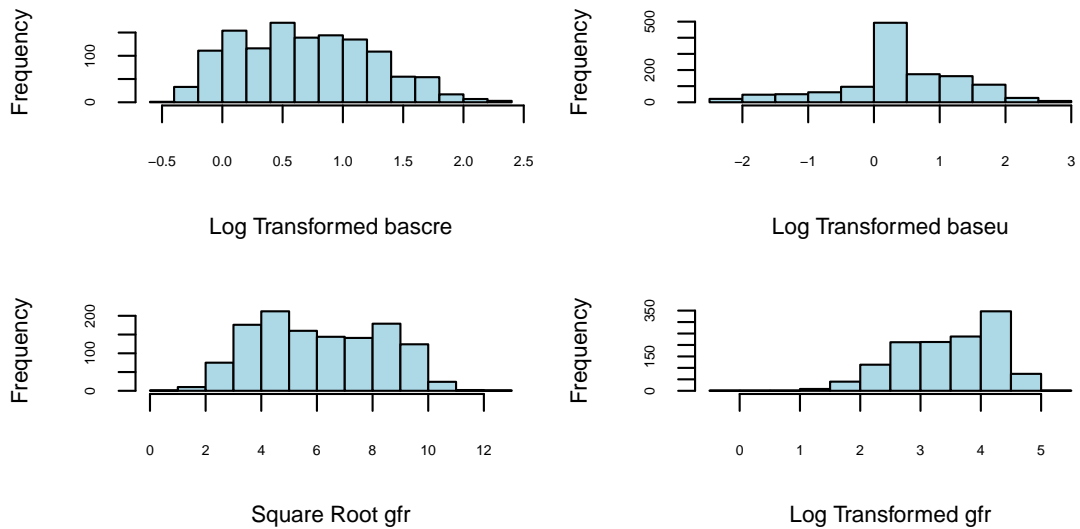 Frequency
0 100
−0.5 0.0 0.5 1.0 1.5 2.0 2.5
Log Transformed bascre
Frequency
0 200 500
−2 −1 0 1 2 3
Log Transformed baseu
Frequency
0 100 200
0 2 4 6 8 10 12
Square Root gfr
Frequency
0 150 350
0 1 2 3 4 5
Log Transformed gfr